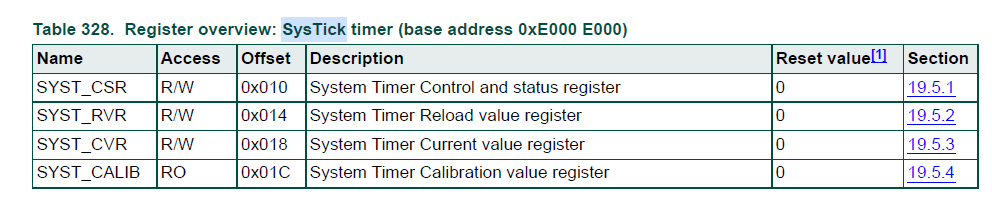 Table 328. Register overview: SysTick timer (base address 0xE000 E000)
Name Access Offset Description Reset value[1] Section
SYST_CSR R/W 0x010 System Timer Control and status register 0 19.5.1
SYST_RVR R/W 0x014 System Timer Reload value register 0 19.5.2
SYST_CVR R/W 0x018 System Timer Current value register 0 19.5.3
SYST_CALIB RO 0x01C System Timer Calibration value register 0 19.5.4